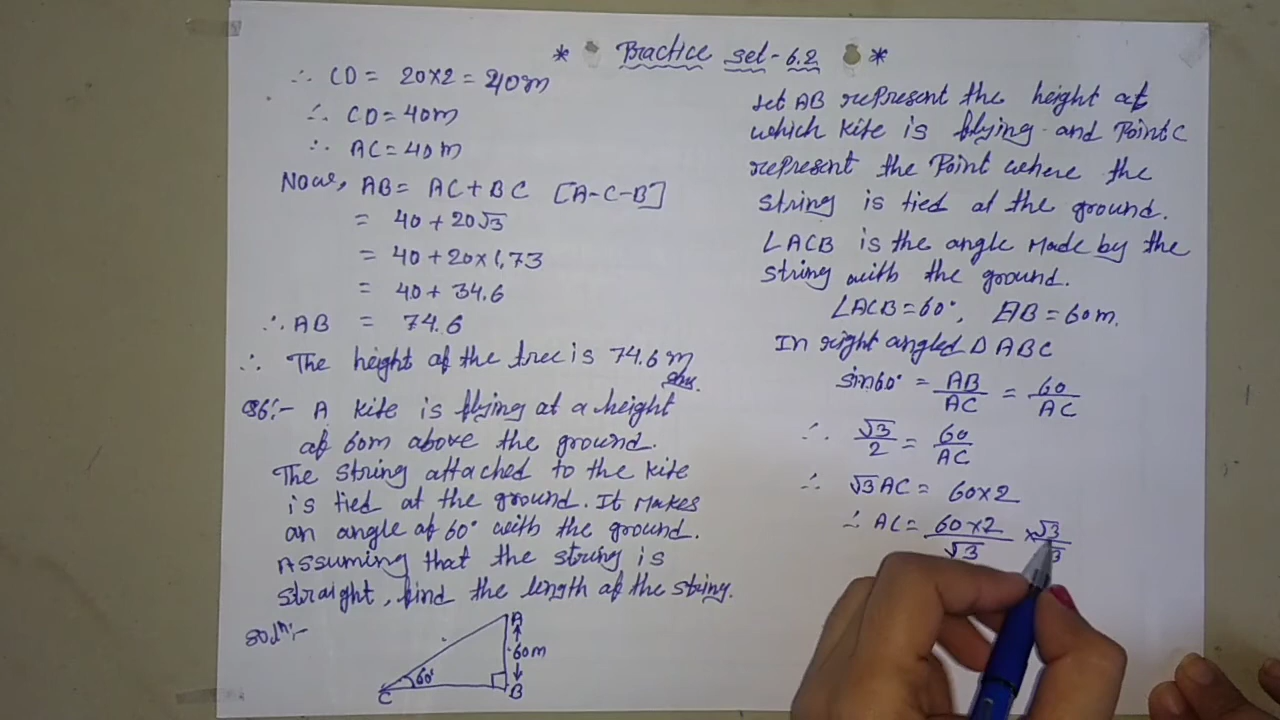 * Practice set-6.2 *
∴ CD = 20×2 = 40m
∴ CD = 40m
∴ AC = 40m
Now, AB = AC + BC [A-C-B]
= 40 + 20√3
= 40 + 20×1.73
= 40 + 34.6
∴ AB = 74.6
∴ The height of the tree is 74.6m
Ans.
Q6:- A kite is flying at a height
of 60m above the ground.
The string attached to the kite
is tied at the ground. It makes
an angle of 60° with the ground.
Assuming that the string is
straight, find the length of the string.
Soln:-
A
60m
60°
C
B
Let AB represent the height at
which kite is flying and Point C
represent the Point where the
string is tied at the ground.
∠ACB is the angle made by the
string with the ground.
∠ACB = 60°, AB = 60m.
In right angled Δ ABC
sin60° = AB/AC = 60/AC
∴ √3/2 = 60/AC
∴ √3AC = 60×2
∴ AC = 60×2/√3 × √3/√3